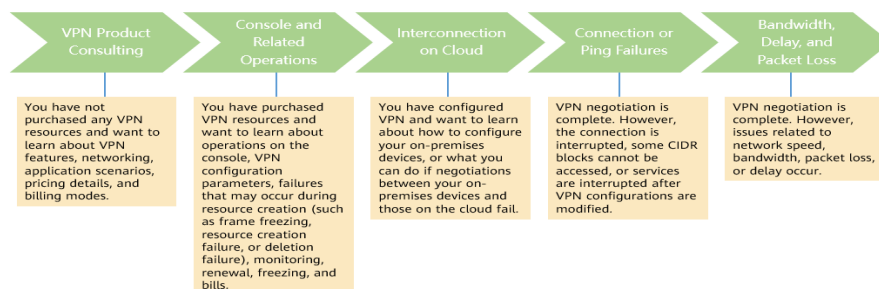 VPN Product
Consulting
Console and
Related
Operations
Interconnection
on Cloud
Connection or
Ping Failures
Bandwidth,
Delay, and
Packet Loss
You have not
purchased any VPN
resources and want to
learn about VPN
features, networking,
application scenarios,
pricing details, and
billing modes.
You have purchased
VPN resources and
want to learn about
operations on the
console, VPN
configuration
parameters, failures
that may occur during
resource creation (such
as frame freezing,
resource creation
failure, or deletion
failure), monitoring,
renewal, freezing, and
bills.
You have configured
VPN and want to learn
about how to configure
your on-premises
devices, or what you
can do if negotiations
between your on-
premises devices and
those on the cloud fail.
VPN negotiation is
complete. However,
the connection is
interrupted, some CIDR
blocks cannot be
accessed, or services
are interrupted after
VPN configurations are
modified.
VPN negotiation is
complete. However,
issues related to
network speed,
bandwidth, packet loss,
or delay occur.